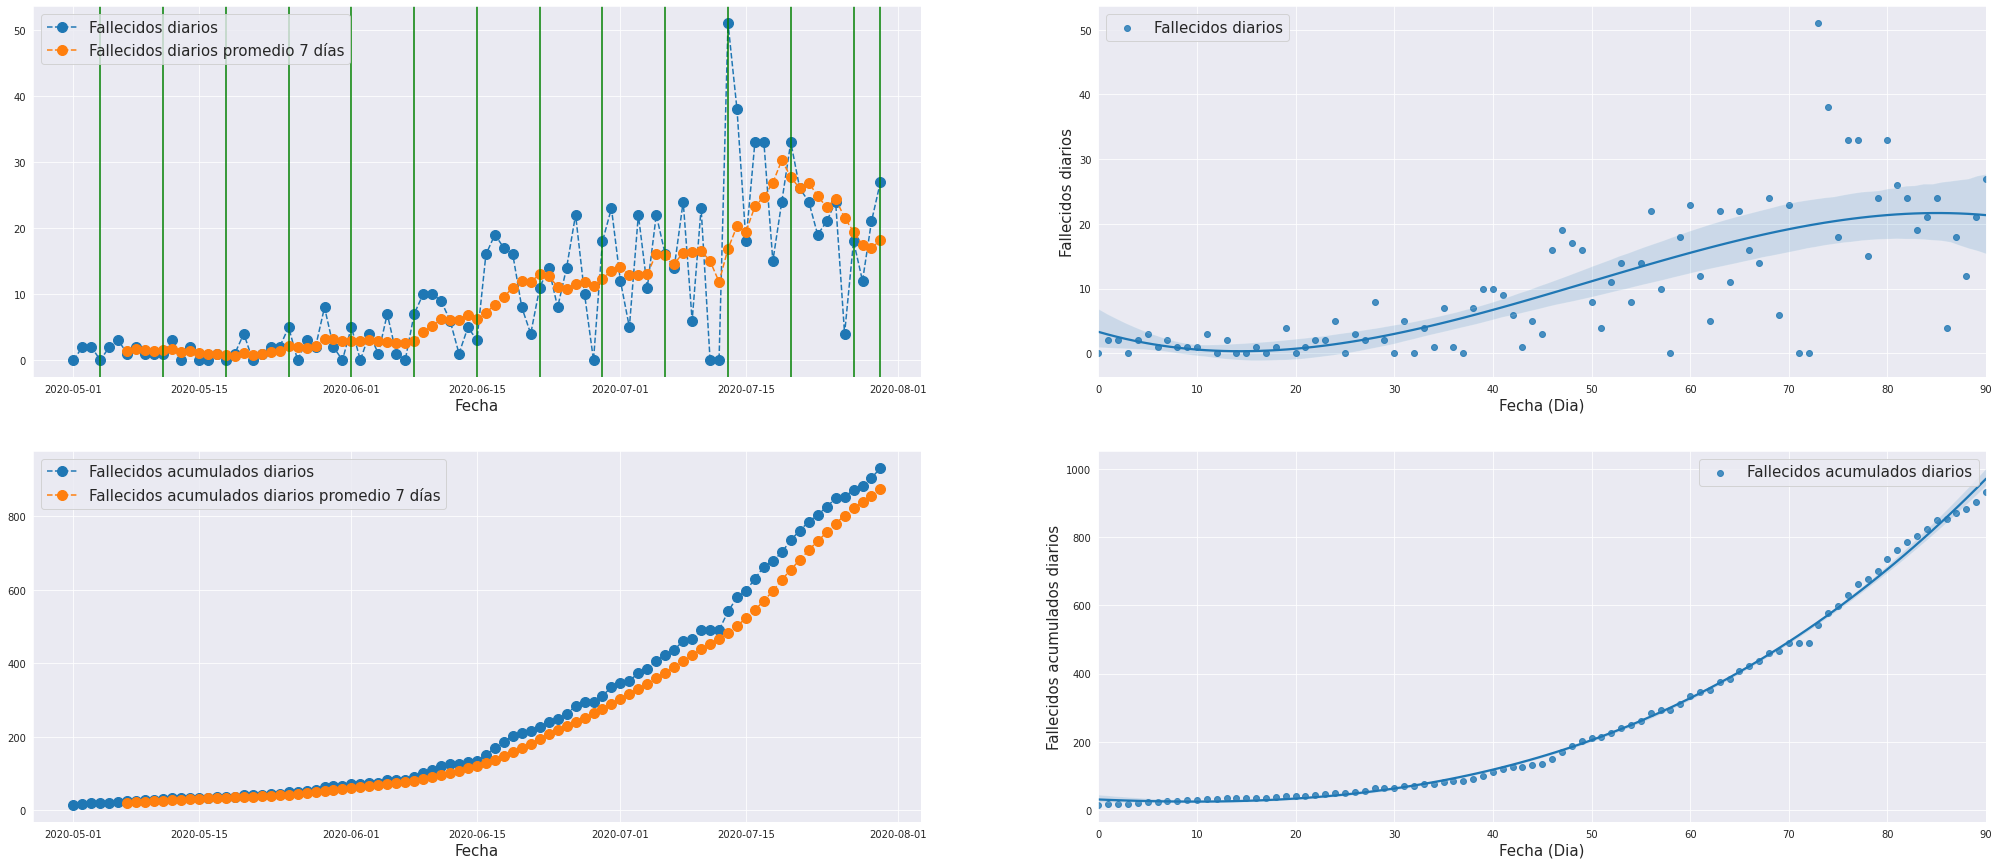 Fallecidos diarios
Fallecidos diarios promedio 7 días
50
40
30
20
10
0
2020-05-01 2020-05-15 2020-06-01 2020-06-15 2020-07-01 2020-07-15 2020-08-01
Fecha
Fallecidos diarios
Fallecidos diarios
50
40
30
20
10
0
0 10 20 30 40 50 60 70 80 90
Fecha (Dia)
Fallecidos acumulados diarios
Fallecidos acumulados diarios promedio 7 días
800
600
400
200
0
2020-05-01 2020-05-15 2020-06-01 2020-06-15 2020-07-01 2020-07-15 2020-08-01
Fecha
Fallecidos acumulados diarios
Fallecidos acumulados diarios
1000
800
600
400
200
0
0 10 20 30 40 50 60 70 80 90
Fecha (Dia)